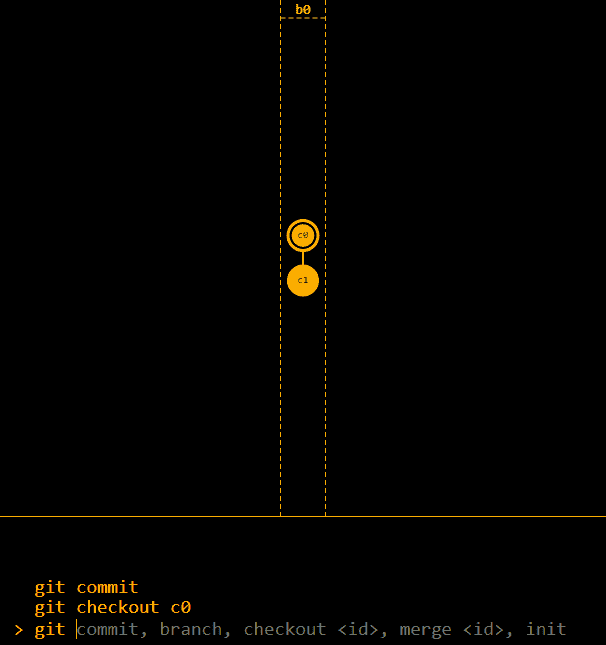 b0
c0
c1
git commit
git checkout c0
> git commit, branch, checkout <id>, merge <id>, init